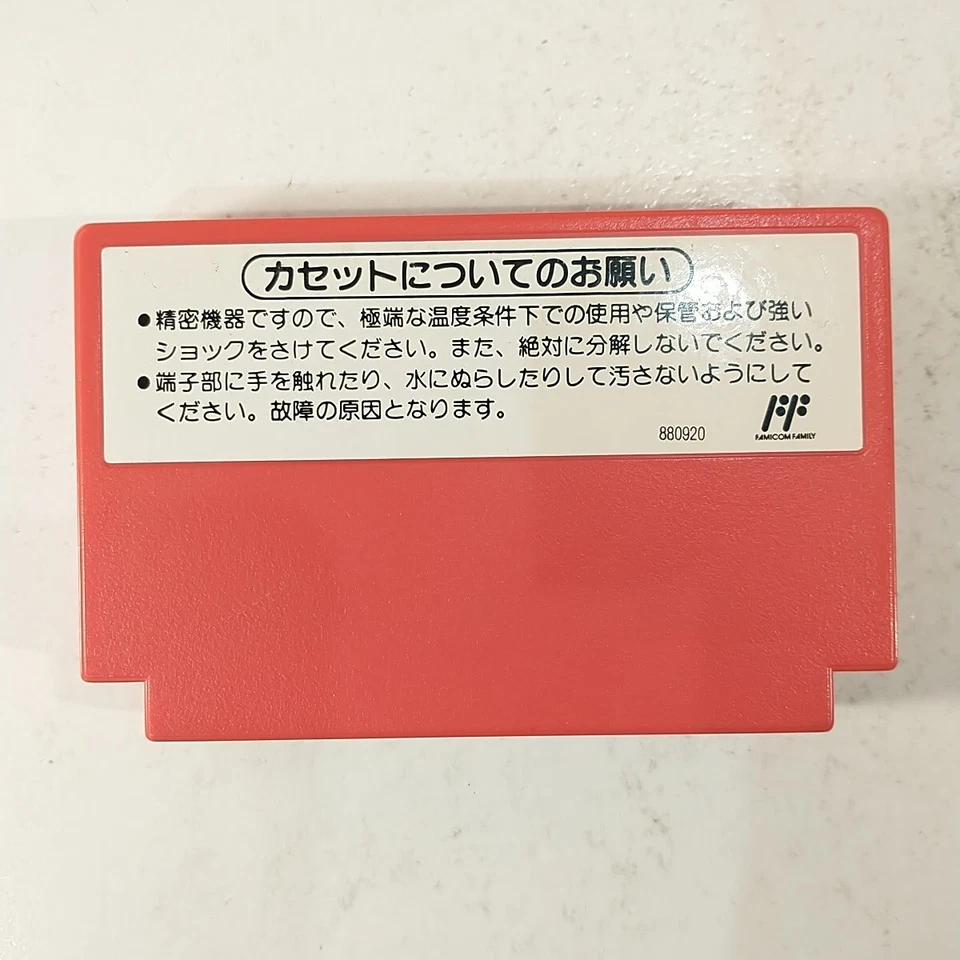 カセットについてのお願い
●精密機器ですので、極端な温度条件下での使用や保管および強い
ショックをさけてください。また、絶対に分解しないでください。
●端子部に手を触れたり、水にぬらしたりして汚さないようにして
ください。故障の原因となります。
880920
FF
FAMICOM FAMILY